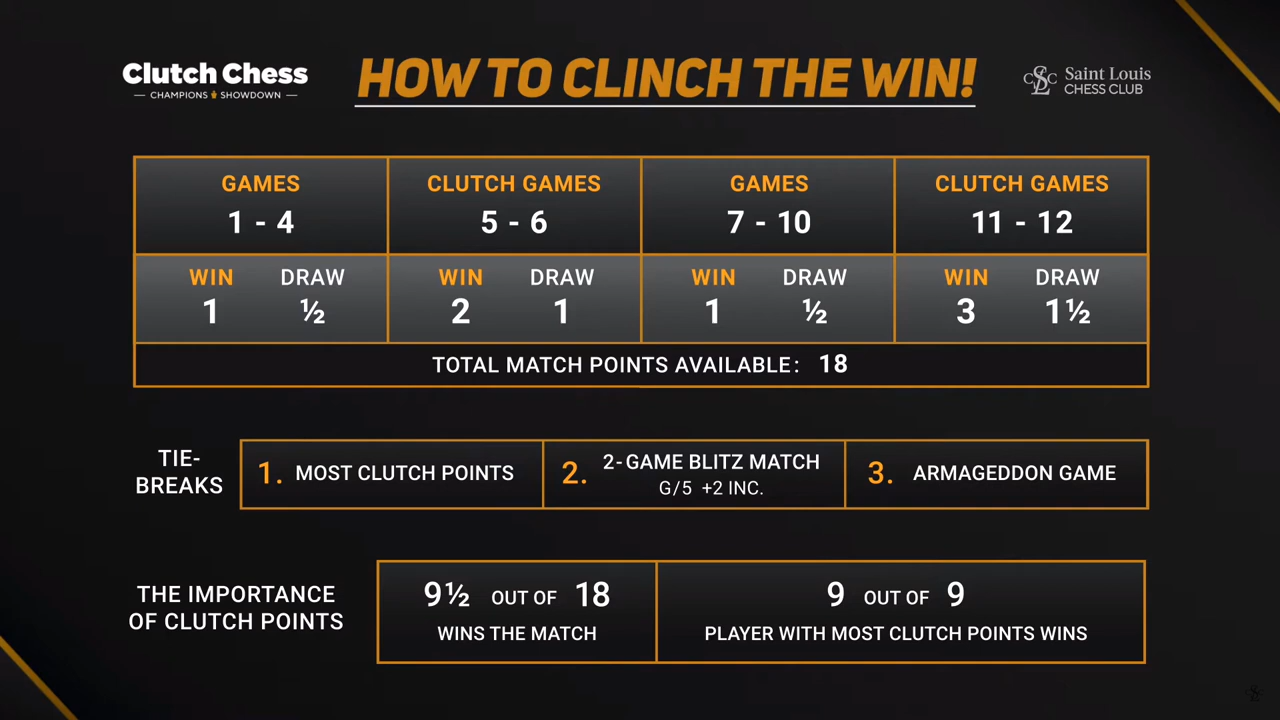 Clutch Chess
CHAMPIONS SHOWDOWN
HOW TO CLINCH THE WIN!
Saint Louis
CHESS CLUB
GAMES
1 - 4
CLUTCH GAMES
5 - 6
GAMES
7 - 10
CLUTCH GAMES
11 - 12
WIN DRAW
1 ½
WIN DRAW
2 1
WIN DRAW
1 ½
WIN DRAW
3 1½
TOTAL MATCH POINTS AVAILABLE: 18
TIE-
BREAKS
1. MOST CLUTCH POINTS
2. 2-GAME BLITZ MATCH
G/5 +2 INC.
3. ARMAGEDDON GAME
THE IMPORTANCE
OF CLUTCH POINTS
9½ OUT OF 18
WINS THE MATCH
9 OUT OF 9
PLAYER WITH MOST CLUTCH POINTS WINS